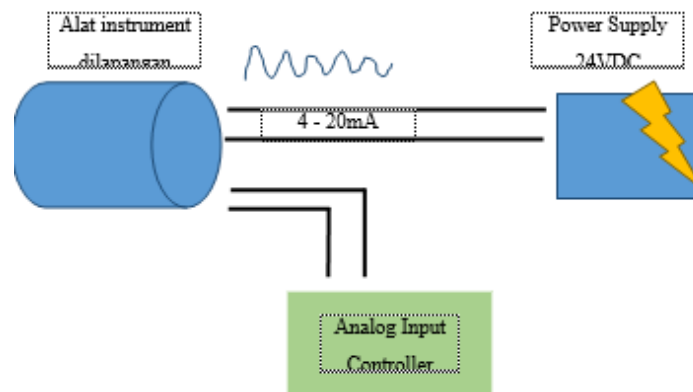 Alat instrument
dilapangan
Power Supply
24VDC
4 - 20mA
Analog Input
Controller